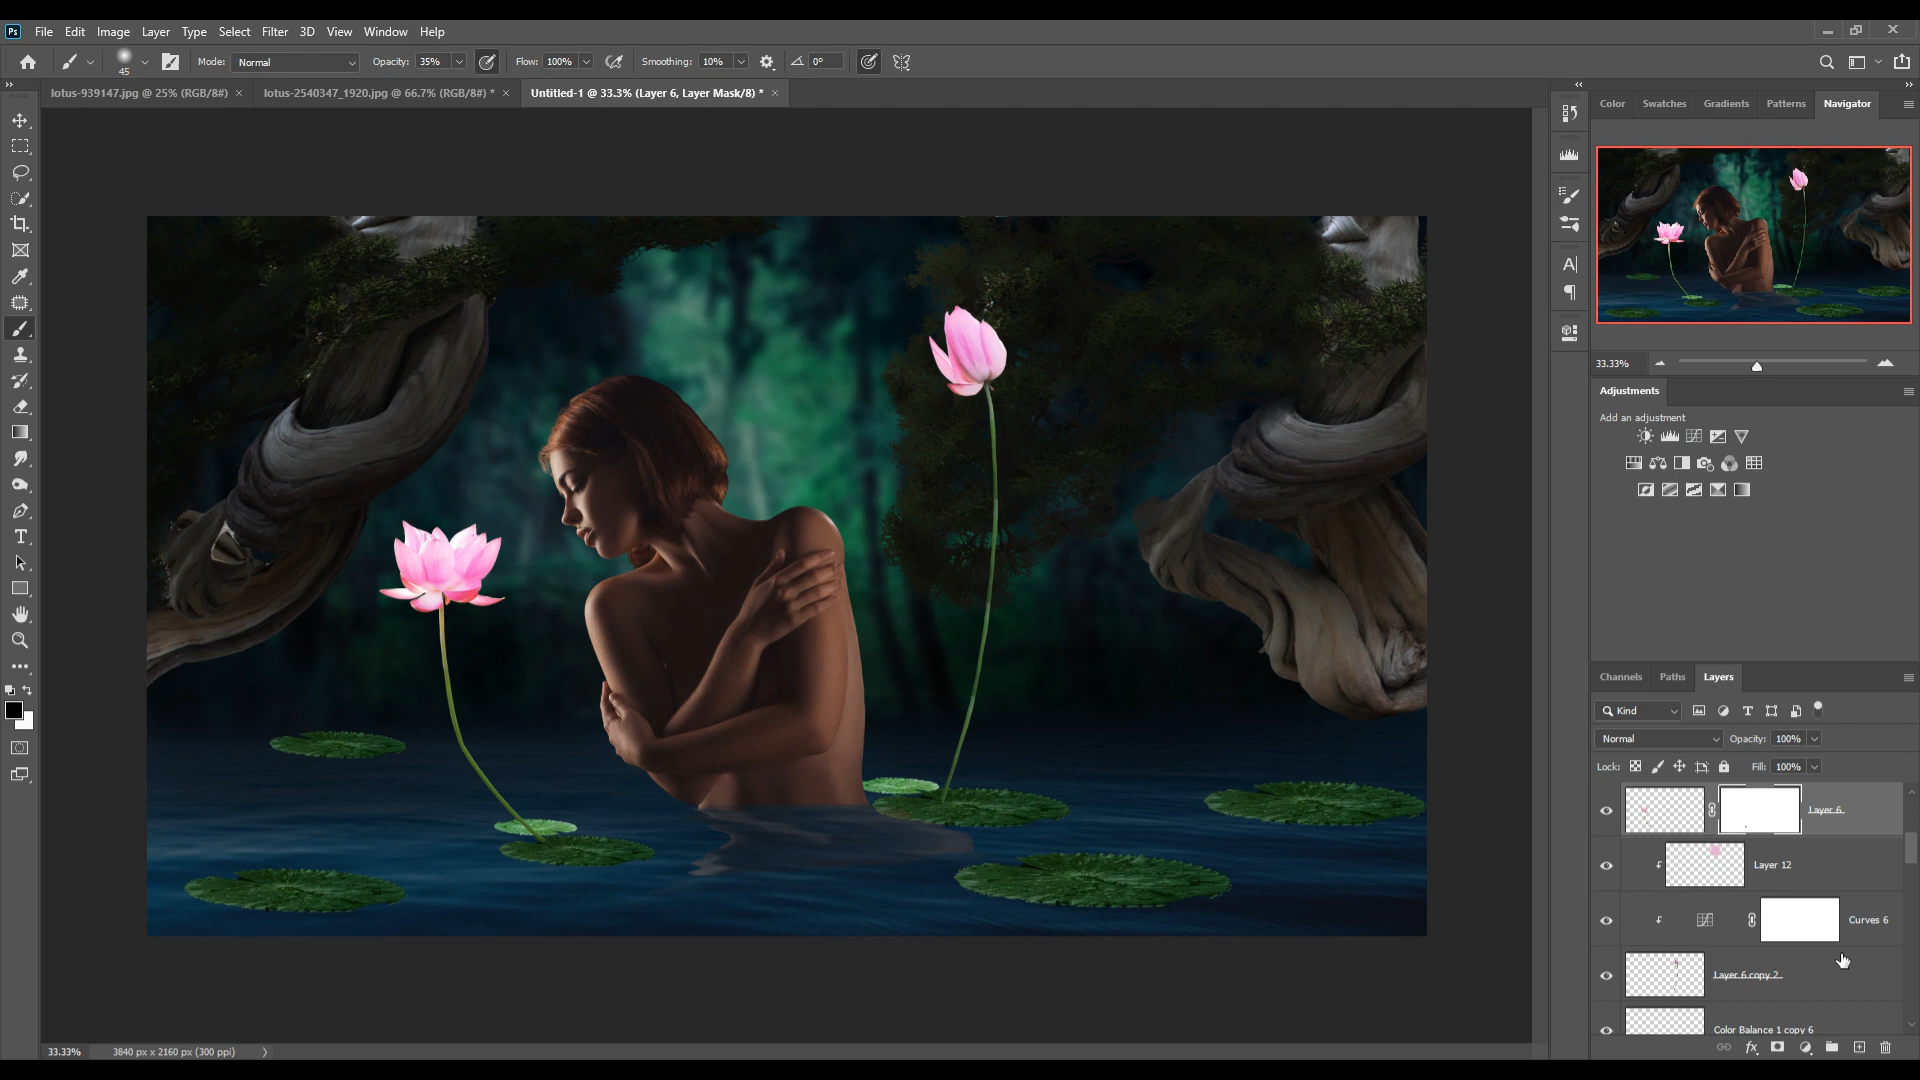 Ps File Edit Image Layer Type Select Filter 3D View Window Help
45 Mode: Normal Opacity: 35% Flow: 100% Smoothing: 10% 0°
lotus-939147.jpg @ 25% (RGB/8#) × lotus-2540347_1920.jpg @ 66.7% (RGB/8#) * × Untitled-1 @ 33.3% (Layer 6, Layer Mask/8) * ×
Color Swatches Gradients Patterns Navigator
33.33%
Adjustments
Add an adjustment
Channels Paths Layers
Kind
Normal Opacity: 100%
Lock: Fill: 100%
Layer 6
Layer 12
Curves 6
Layer 6 copy 2
Color Balance 1 copy 6
fx
33.33% 3840 px x 2160 px (300 ppi)